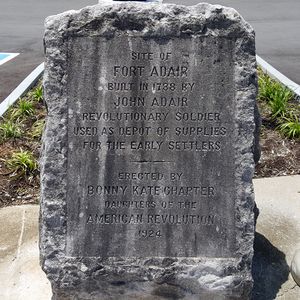 SITE OF
FORT ADAIR
BUILT IN 1788 BY
JOHN ADAIR
REVOLUTIONARY SOLDIER
USED AS DEPOT OF SUPPLIES
FOR THE EARLY SETTLERS
ERECTED BY
BONNY KATE CHAPTER
DAUGHTERS OF THE
AMERICAN REVOLUTION
1924